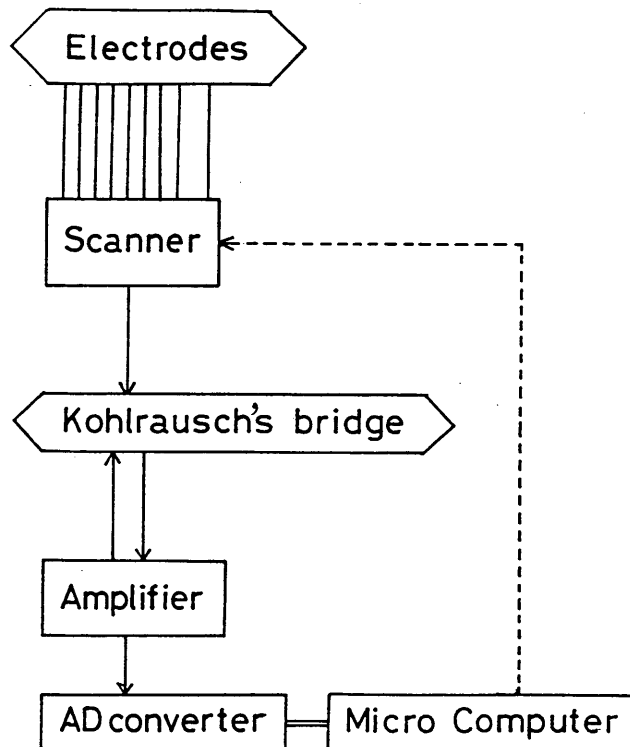 Electrodes
Scanner
Kohlrausch's bridge
Amplifier
AD converter
Micro Computer